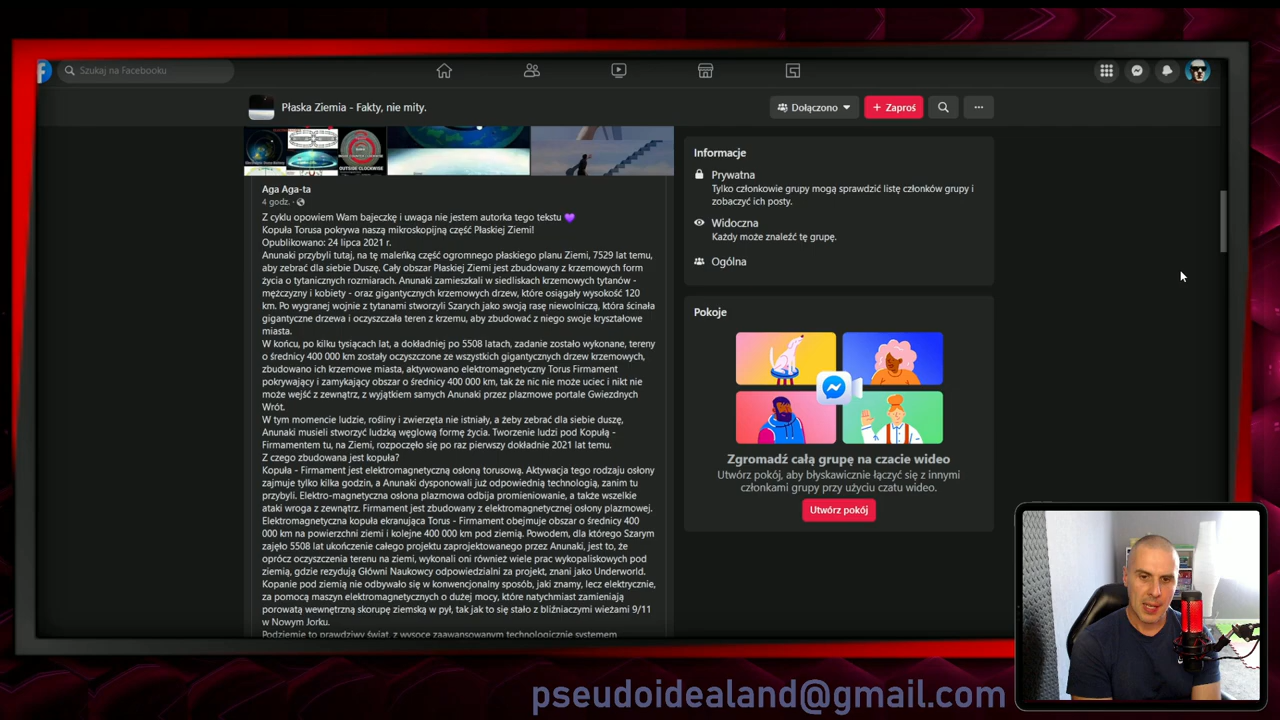 Szukaj na Facebooku
Płaska Ziemia - Fakty, nie mity.
Dołączono
+ Zaproś
Aga Aga-ta
4 godz. ·
Z cyklu opowiem Wam bajeczkę i uwaga nie jestem autorka tego tekstu 💜
Kopuła Torusa pokrywa naszą mikroskopijną część Płaskiej Ziemi!
Opublikowano: 24 lipca 2021 r.
Anunaki przybyli tutaj, na tę maleńką część ogromnego płaskiego planu Ziemi, 7529 lat temu,
aby zebrać dla siebie Duszę. Cały obszar Płaskiej Ziemi jest zbudowany z krzemowych form
życia o tytanicznych rozmiarach. Anunaki zamieszkali w siedliskach krzemowych tytanów -
mężczyzny i kobiety - oraz gigantycznych krzemowych drzew, które osiągały wysokość 120
km. Po wygranej wojnie z tytanami stworzyli Szarych jako swoją rasę niewolniczą, która ścinała
gigantyczne drzewa i oczyszczała teren z krzemu, aby zbudować z niego swoje kryształowe
miasta.
W końcu, po kilku tysiącach lat, a dokładniej po 5508 latach, zadanie zostało wykonane, tereny
o średnicy 400 000 km zostały oczyszczone ze wszystkich gigantycznych drzew krzemowych,
zbudowano ich krzemowe miasta, aktywowano elektromagnetyczny Torus Firmament
pokrywający i zamykający obszar o średnicy 400 000 km, tak że nic nie może uciec i nikt nie
może wejść z zewnątrz, z wyjątkiem samych Anunaki przez plazmowe portale Gwiezdnych
Wrót.
W tym momencie ludzie, rośliny i zwierzęta nie istniały, a żeby zebrać dla siebie duszę,
Anunaki musieli stworzyć ludzką węglową formę życia. Tworzenie ludzi pod Kopułą -
Firmamentem tu, na Ziemi, rozpoczęło się po raz pierwszy dokładnie 2021 lat temu.
Z czego zbudowana jest kopuła?
Kopuła - Firmament jest elektromagnetyczną osłoną torusową. Aktywacja tego rodzaju osłony
zajmuje tylko kilka godzin, a Anunaki dysponowali już odpowiednią technologią, zanim tu
przybyli. Elektro-magnetyczna osłona plazmowa odbija promieniowanie, a także wszelkie
ataki wroga z zewnątrz. Firmament jest zbudowany z elektromagnetycznej osłony plazmowej.
Elektromagnetyczna kopuła ekranująca Torus - Firmament obejmuje obszar o średnicy 400
000 km na powierzchni ziemi i kolejne 400 000 km pod ziemią. Powodem, dla którego Szarym
zajęło 5508 lat ukończenie całego projektu zaprojektowanego przez Anunaki, jest to, że
oprócz oczyszczenia terenu na ziemi, wykonali oni również wiele prac wykopaliskowych pod
ziemią, gdzie rezydują Główni Naukowcy odpowiedzialni za projekt, znani jako Underworld.
Kopanie pod ziemią nie odbywało się w konwencjonalny sposób, jaki znamy, lecz elektrycznie,
za pomocą maszyn elektromagnetycznych o dużej mocy, które natychmiast zamieniają
porowatą wewnętrzną skorupę ziemską w pył, tak jak to się stało z bliźniaczymi wieżami 9/11
w Nowym Jorku.
Podziemie to prawdziwy świat, z wysoce zaawansowanym technologicznie systemem
Informacje
Prywatna
Tylko członkowie grupy mogą sprawdzić listę członków grupy i
zobaczyć ich posty.
Widoczna
Każdy może znaleźć tę grupę.
Ogólna
Pokoje
Zgromadź całą grupę na czacie wideo
Utwórz pokój, aby błyskawicznie łączyć się z innymi
członkami grupy przy użyciu czatu wideo.
Utwórz pokój
pseudoidealand@gmail.com